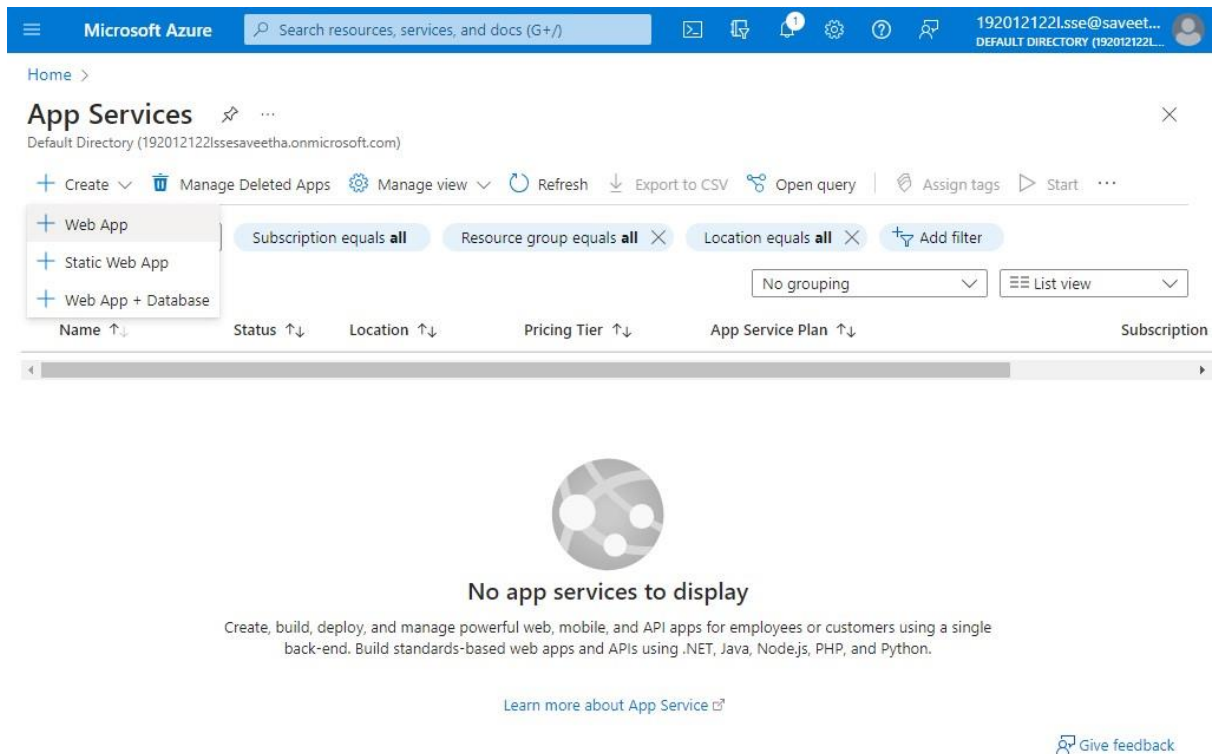 Microsoft Azure
Search resources, services, and docs (G+/)
1
192012122l.sse@saveet...
DEFAULT DIRECTORY (192012122L...
Home >
App Services
Default Directory (192012122lssesaveetha.onmicrosoft.com)
Create
Manage Deleted Apps
Manage view
Refresh
Export to CSV
Open query
Assign tags
Start
Web App
Static Web App
Web App + Database
Subscription equals all
Resource group equals all
Location equals all
Add filter
No grouping
List view
Name ↑↓ Status ↑↓ Location ↑↓ Pricing Tier ↑↓ App Service Plan ↑↓ Subscription
No app services to display
Create, build, deploy, and manage powerful web, mobile, and API apps for employees or customers using a single
back-end. Build standards-based web apps and APIs using .NET, Java, Node.js, PHP, and Python.
Learn more about App Service
Give feedback